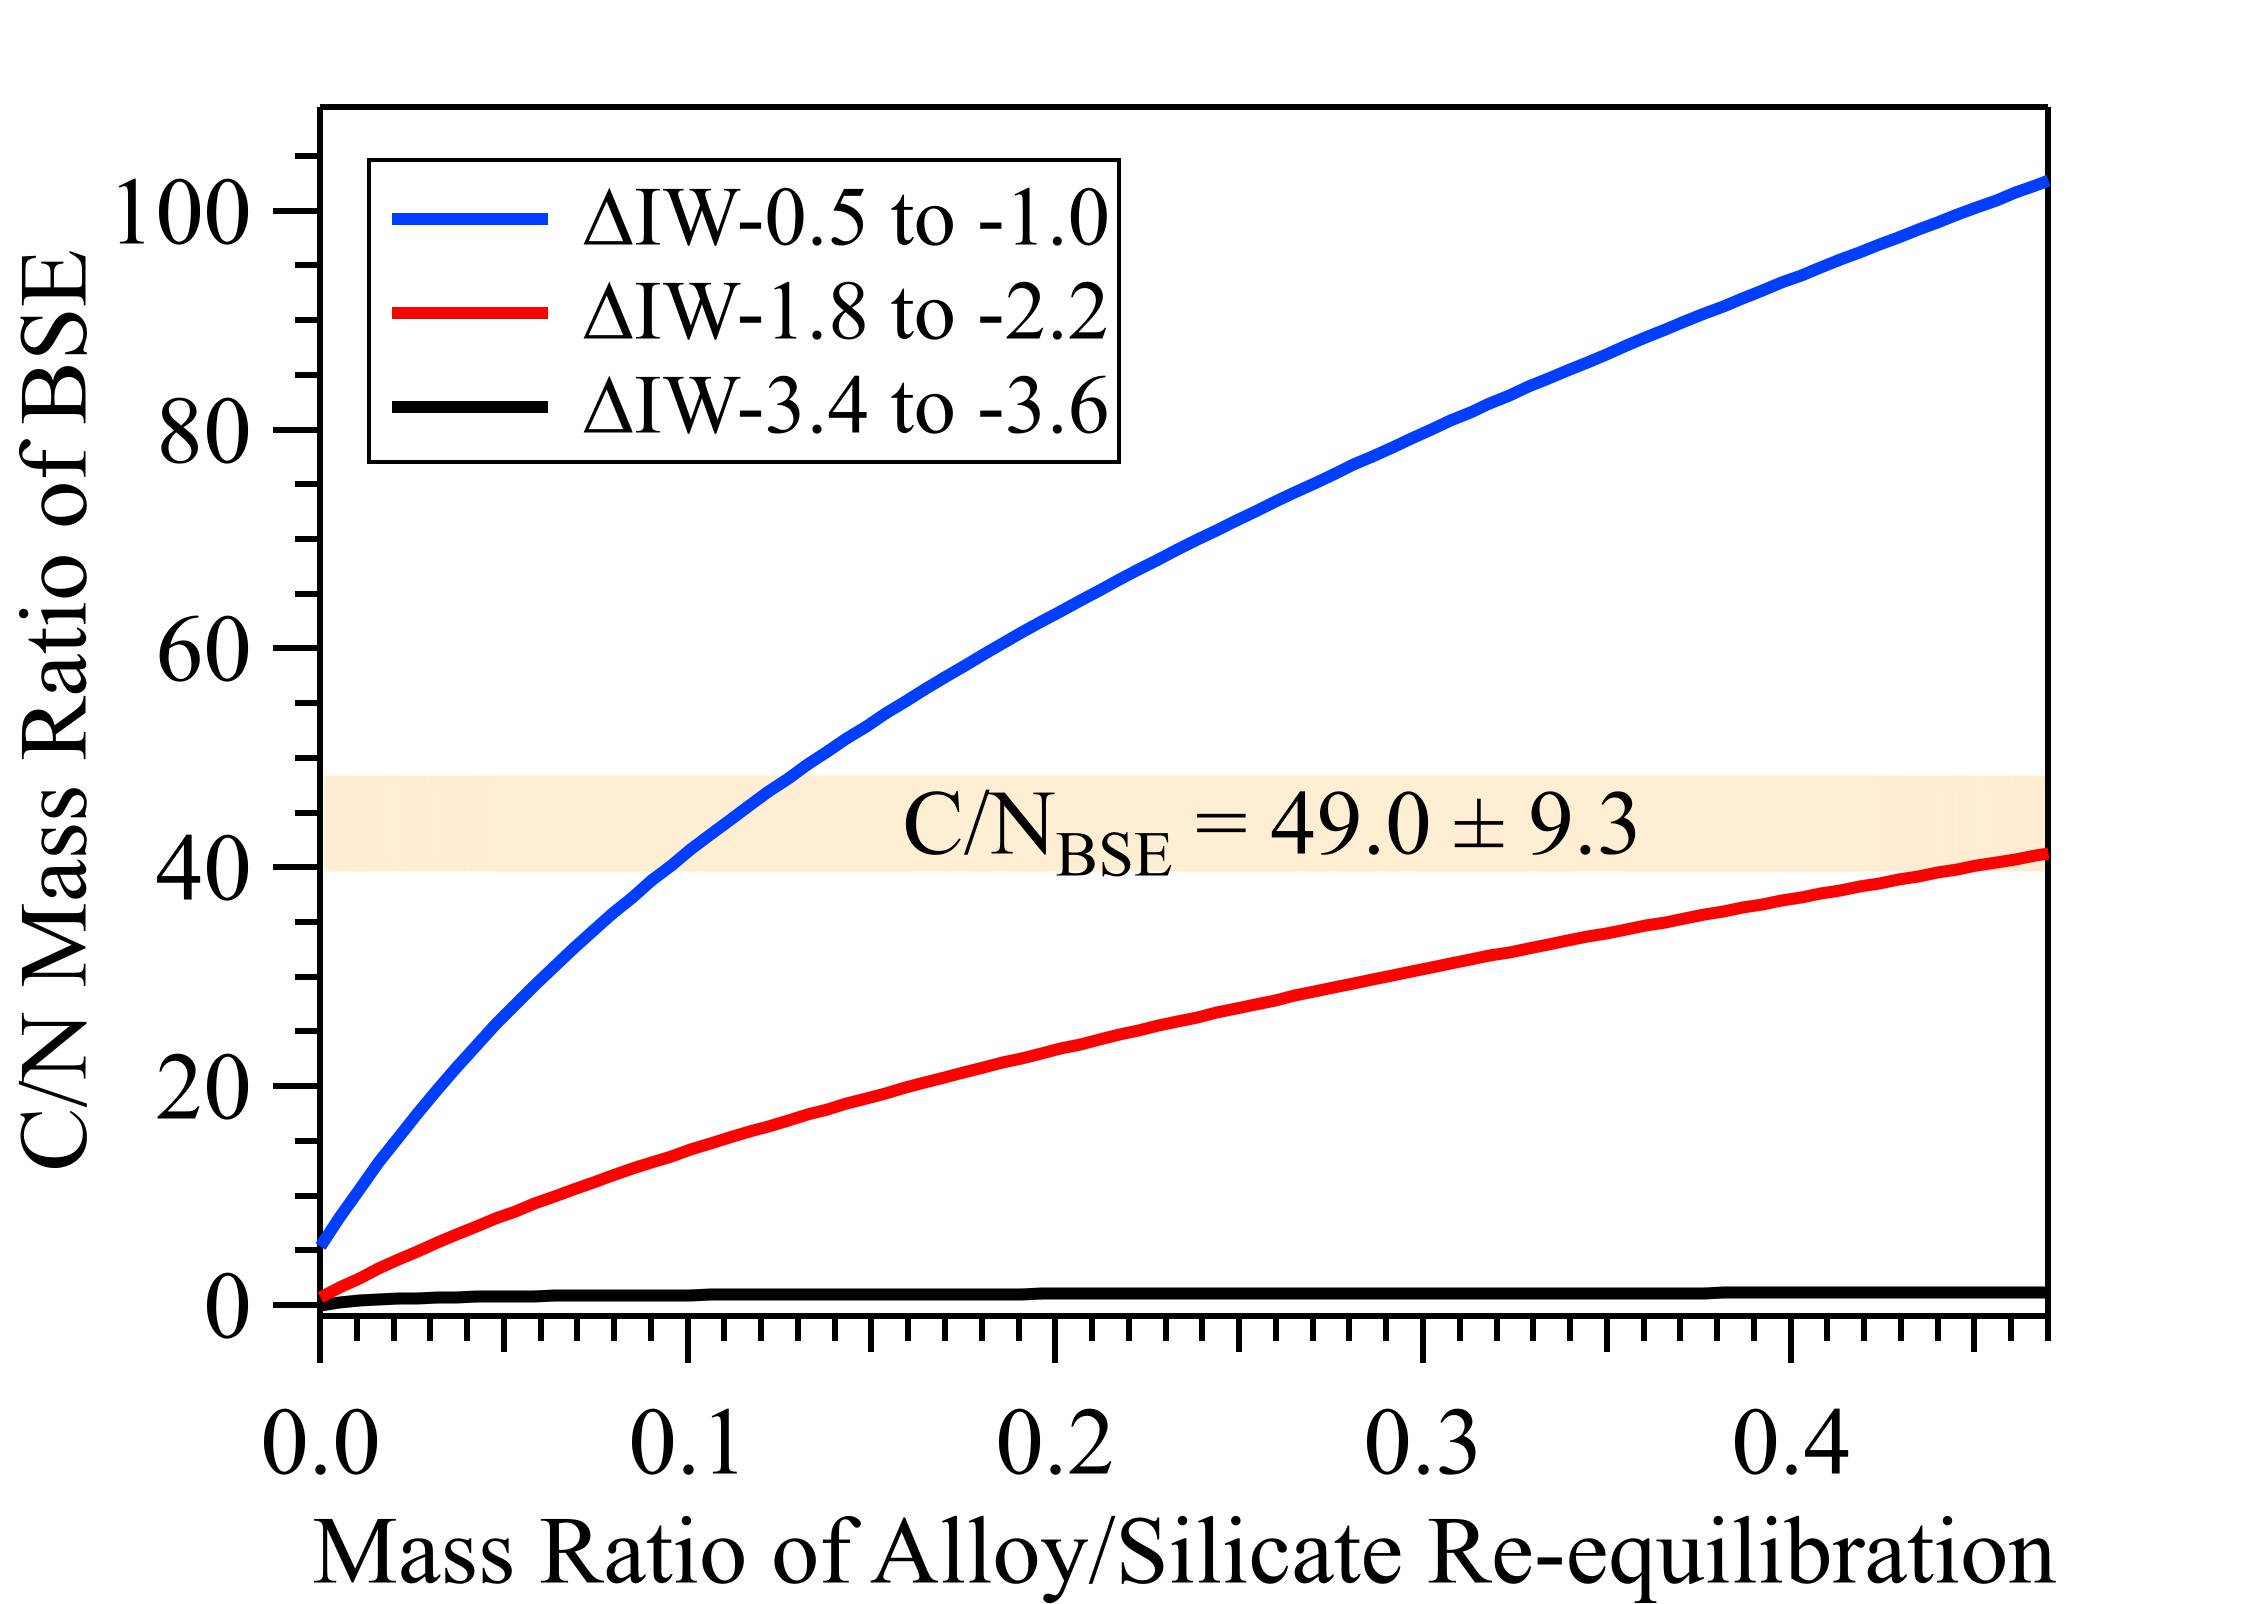 C/N Mass Ratio of BSE
100
80
60
40
20
0
ΔIW-0.5 to -1.0
ΔIW-1.8 to -2.2
ΔIW-3.4 to -3.6
C/NBSE = 49.0 ± 9.3
0.0 0.1 0.2 0.3 0.4
Mass Ratio of Alloy/Silicate Re-equilibration